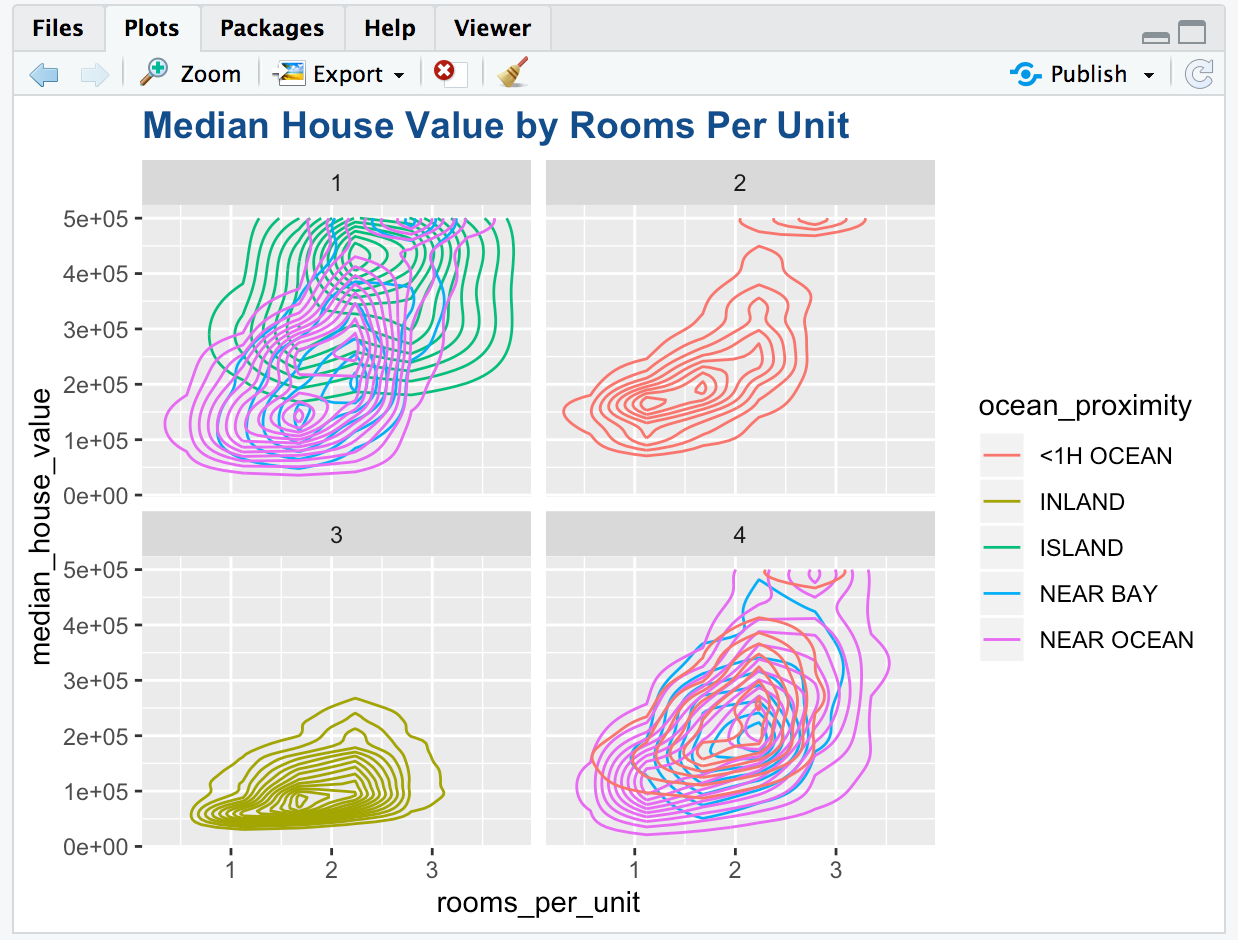 Files Plots Packages Help Viewer
Zoom Export Publish
Median House Value by Rooms Per Unit
1 2
5e+05
4e+05
3e+05
2e+05
1e+05
0e+00
3 4
5e+05
4e+05
3e+05
2e+05
1e+05
0e+00
1 2 3 1 2 3
rooms_per_unit
median_house_value
ocean_proximity
<1H OCEAN
INLAND
ISLAND
NEAR BAY
NEAR OCEAN